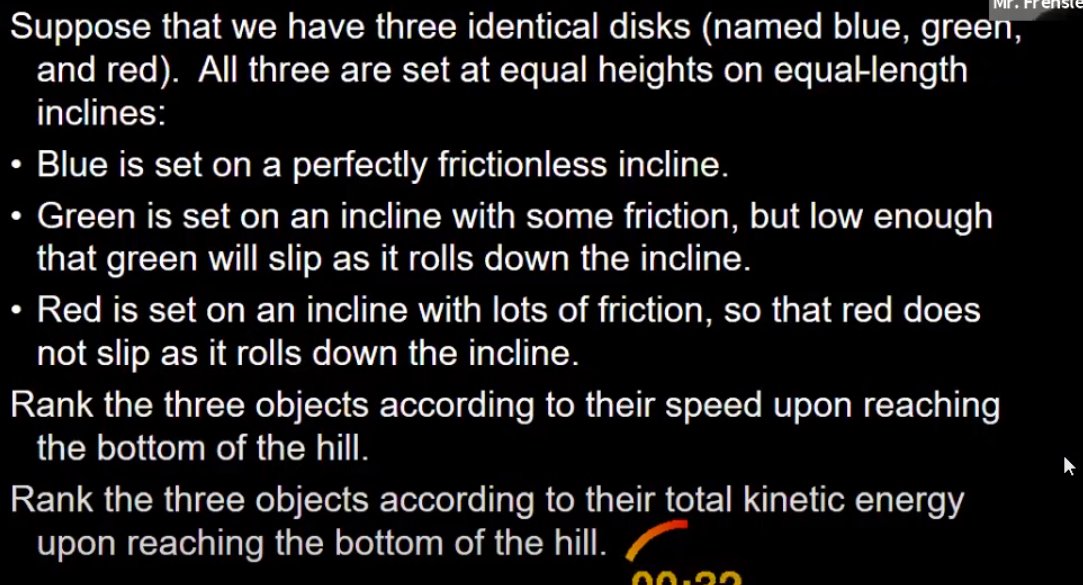 Mr. Frensle
Suppose that we have three identical disks (named blue, green,
and red). All three are set at equal heights on equal-length
inclines:
• Blue is set on a perfectly frictionless incline.
• Green is set on an incline with some friction, but low enough
that green will slip as it rolls down the incline.
• Red is set on an incline with lots of friction, so that red does
not slip as it rolls down the incline.
Rank the three objects according to their speed upon reaching
the bottom of the hill.
Rank the three objects according to their total kinetic energy
upon reaching the bottom of the hill.